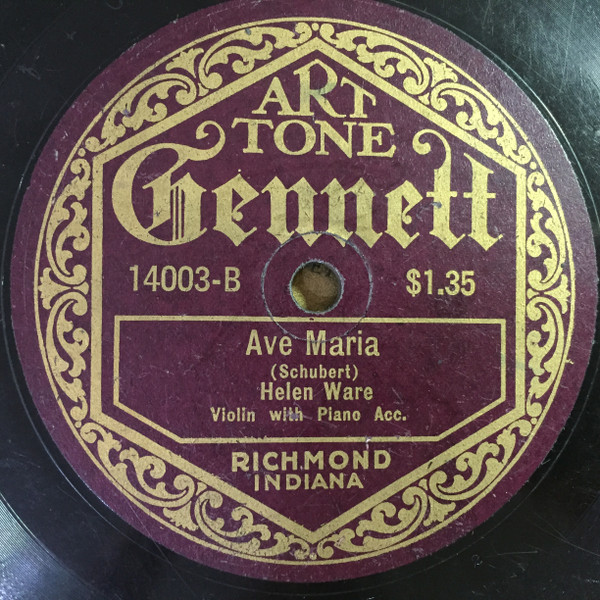 ART
TONE
Gennett
14003-B $1.35
Ave Maria
(Schubert)
Helen Ware
Violin with Piano Acc.
RICHMOND
INDIANA